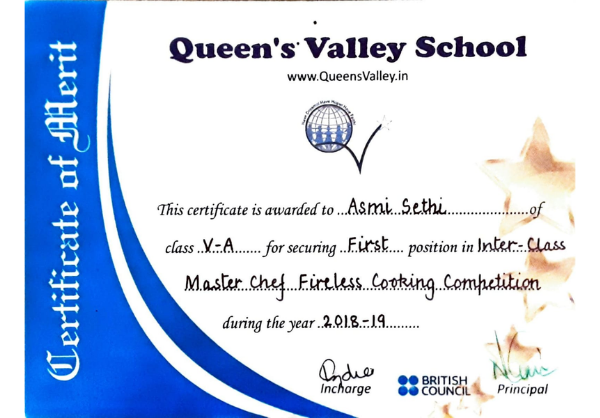 Certificate of Merit
Queen's Valley School
www.QueensValley.in
This certificate is awarded to ...Asmi Sethi......................of
class ..V-A....... for securing ..First.... position in Inter-Class
Master Chef Fireless Cooking Competition
during the year ..2018-19.........
Incharge
BRITISH
COUNCIL
Principal